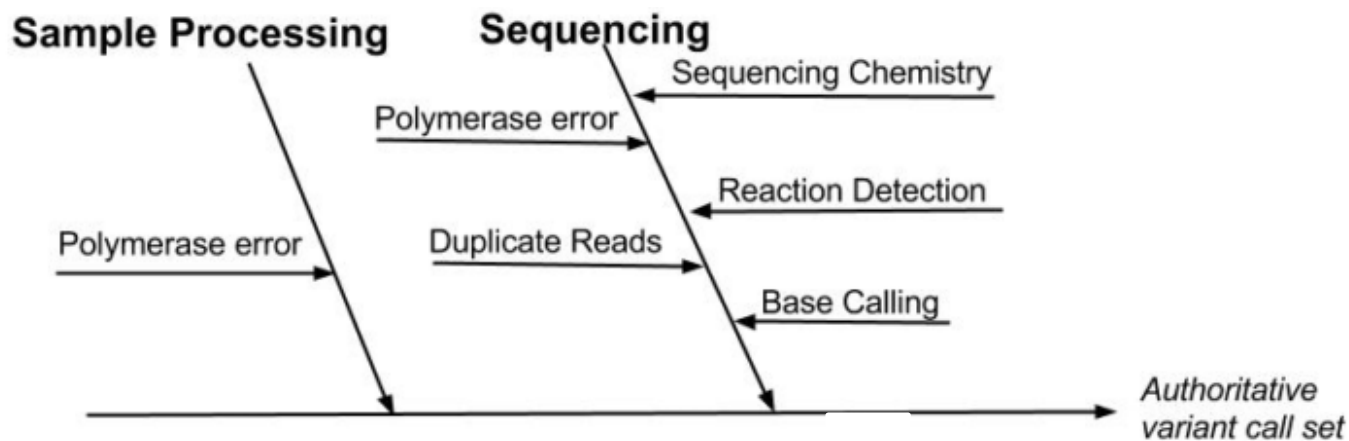 Sample Processing
Sequencing
Sequencing Chemistry
Polymerase error
Reaction Detection
Polymerase error
Duplicate Reads
Base Calling
Authoritative
variant call set